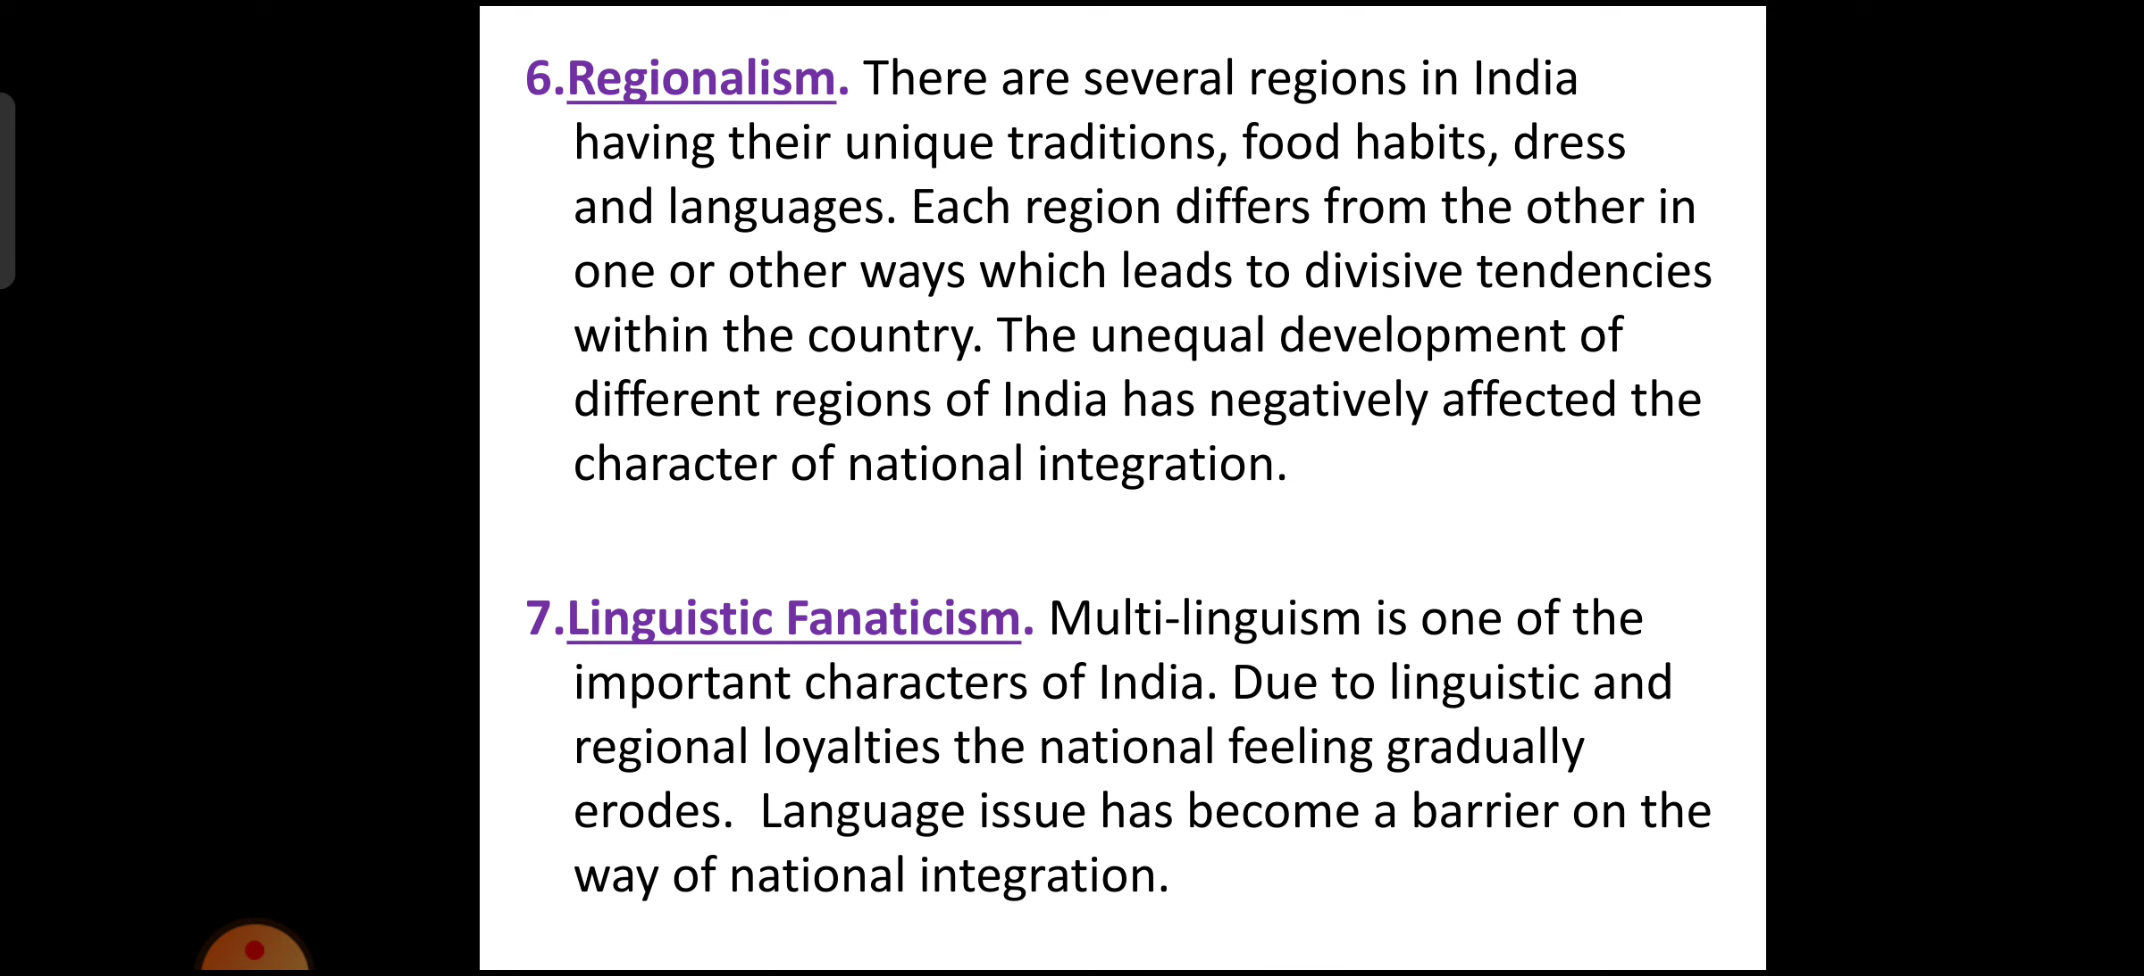 6.Regionalism. There are several regions in India
having their unique traditions, food habits, dress
and languages. Each region differs from the other in
one or other ways which leads to divisive tendencies
within the country. The unequal development of
different regions of India has negatively affected the
character of national integration.
7.Linguistic Fanaticism. Multi-linguism is one of the
important characters of India. Due to linguistic and
regional loyalties the national feeling gradually
erodes.  Language issue has become a barrier on the
way of national integration.